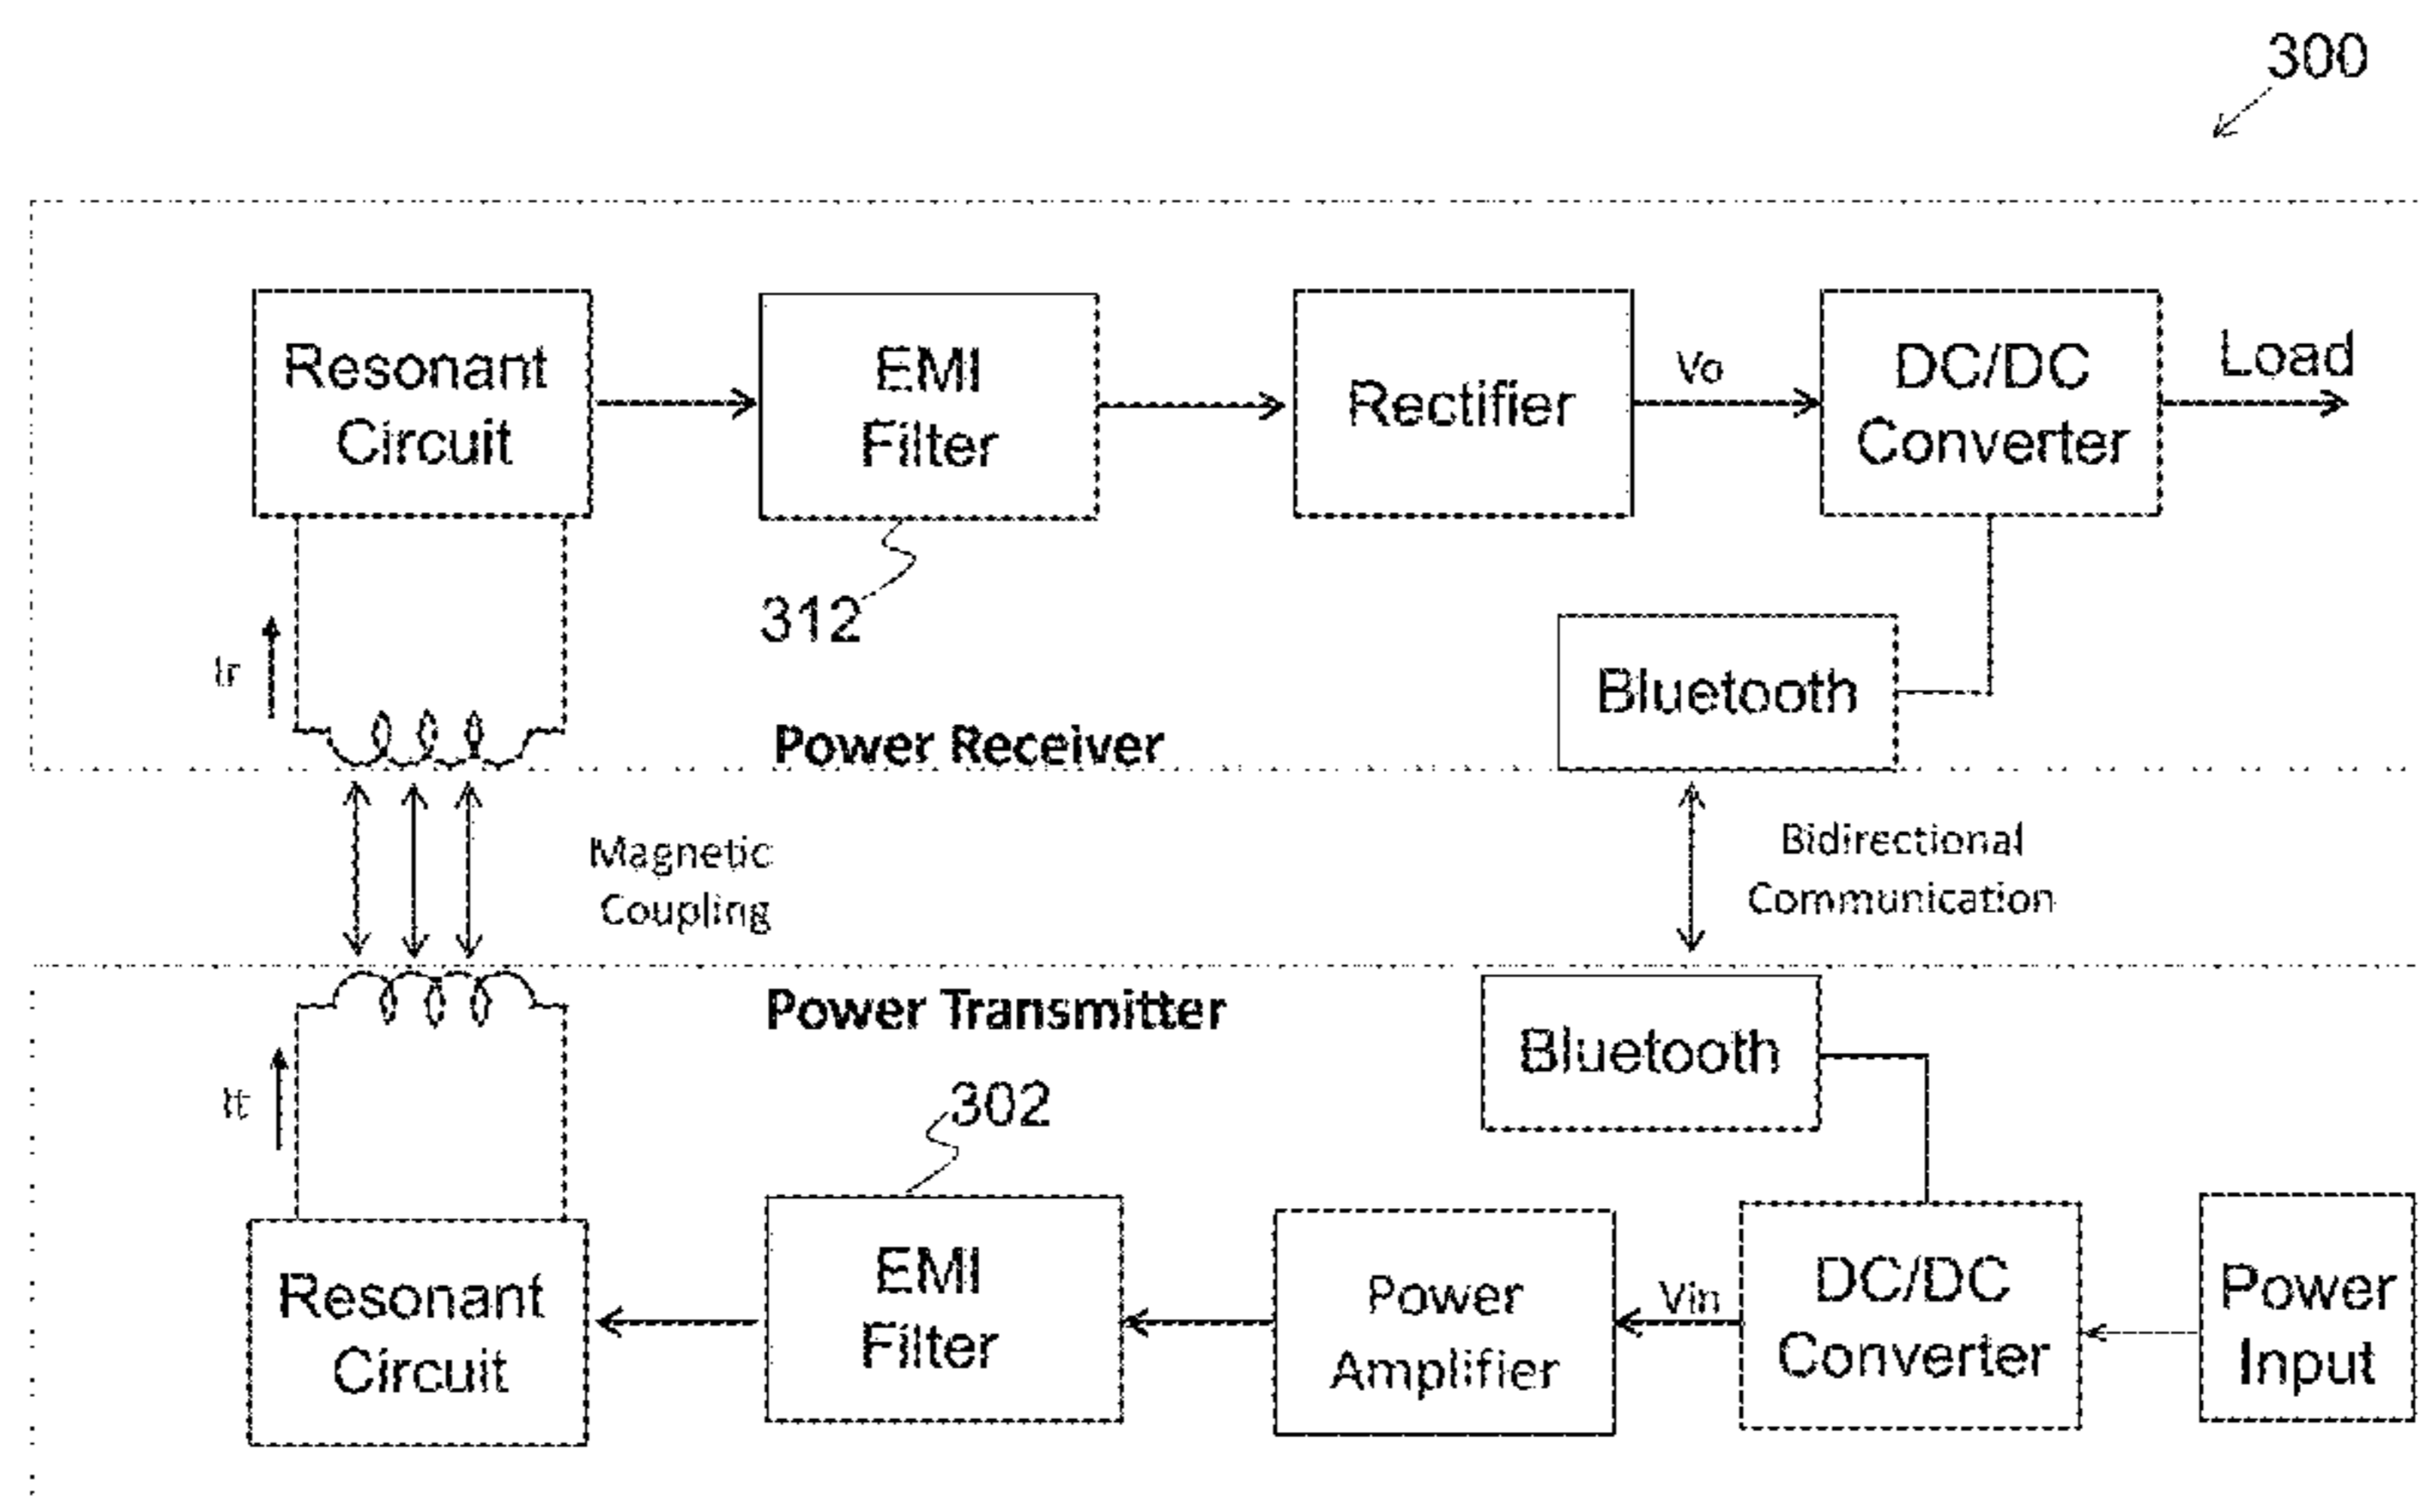 300
Resonant
Circuit
EMI
Filter
Rectifier
Vo
DC/DC
Converter
Load
312
Ir
Bluetooth
Power Receiver
Magnetic
Coupling
Bidirectional
Communication
Power Transmitter
Bluetooth
It
302
Resonant
Circuit
EMI
Filter
Power
Amplifier
Vin
DC/DC
Converter
Power
Input